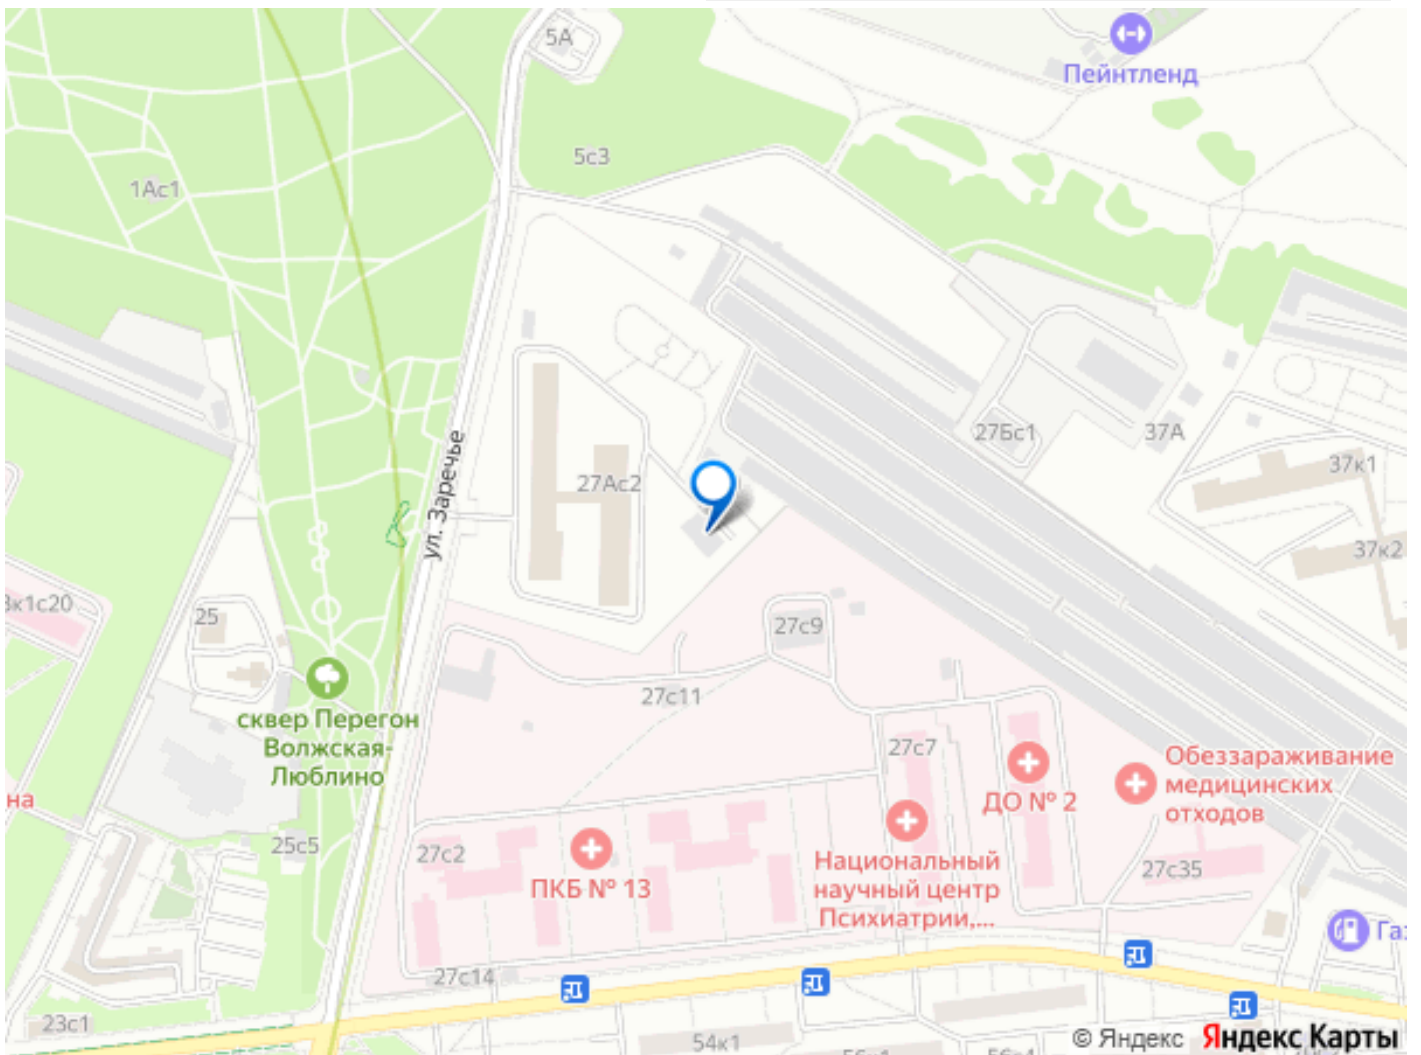 5А
Пейнтленд
5с3
1Ас1
27Бс1
37А
37к1
ул. Заречье
27Ас2
37к2
3к1с20
25
27с9
27с11
сквер Перегон
Волжская-
Люблино
27с7
Обеззараживание
медицинских
отходов
ДО № 2
на
25с5
27с2
ПКБ № 13
Национальный
научный центр
Психиатрии,...
27с35
Газ
27с14
23с1
54к1
© Яндекс Яндекс Карты